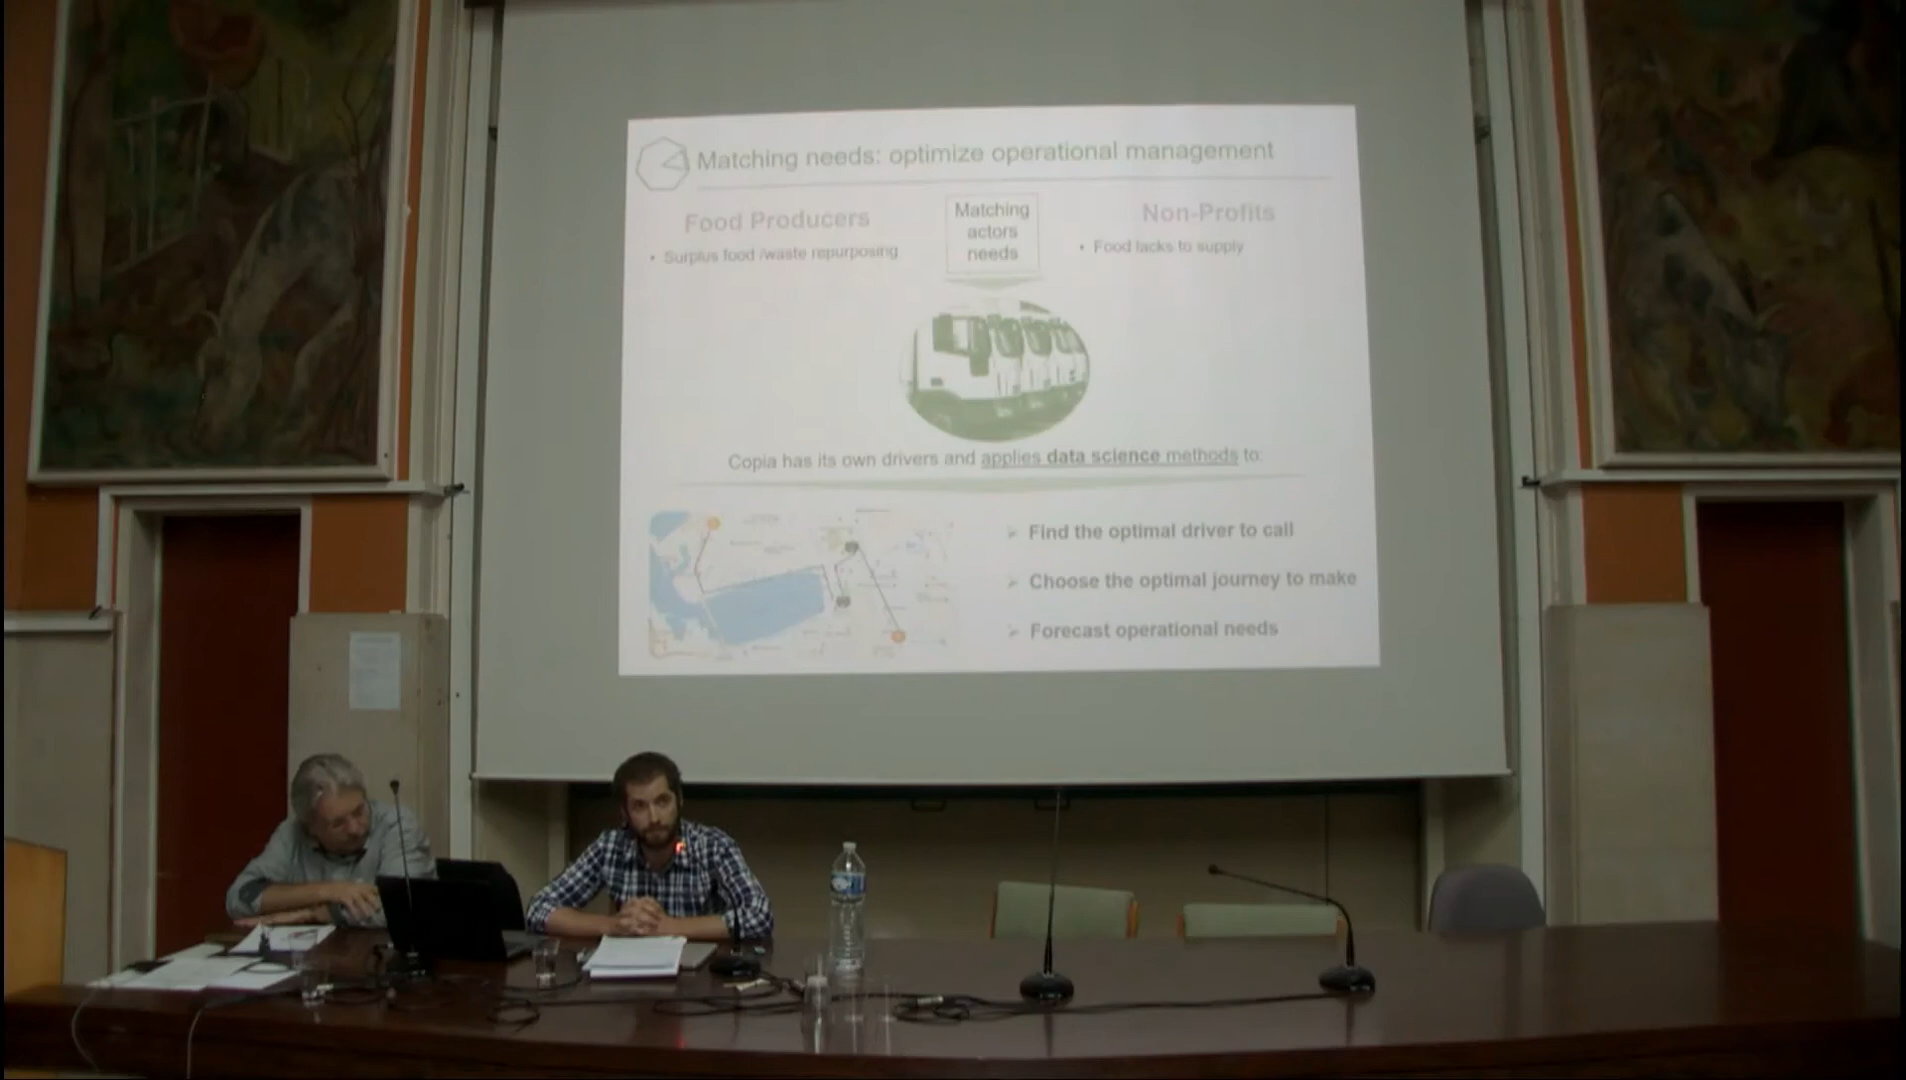 Matching needs: optimize operational management
Food Producers
• Surplus food /waste repurposing
Matching
actors
needs
Non-Profits
• Food lacks to supply
Copia has its own drivers and applies data science methods to:
➢ Find the optimal driver to call
➢ Choose the optimal journey to make
➢ Forecast operational needs